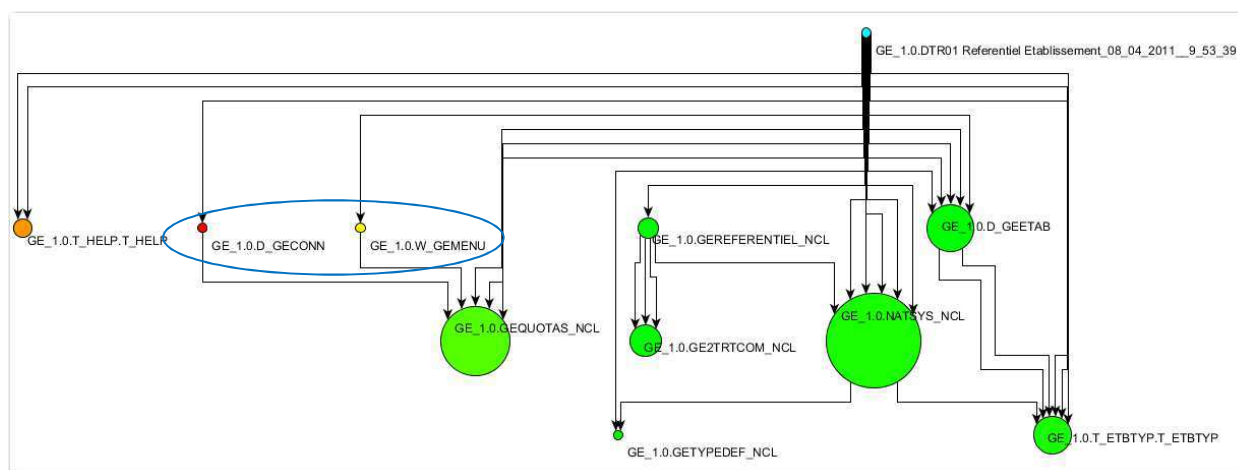 GE_1.0.DTR01 Referentiel Etablissement_08_04_2011__9_53_39
GE_1.0.T_HELP.T_HELP
GE_1.0.D_GECONN
GE_1.0.W_GEMENU
GE_1.0.GEREFERENTIEL_NCL
GE_1.0.D_GEETAB
GE_1.0.GEQUOTAS_NCL
GE_1.0.GE2TRTCOM_NCL
GE_1.0.NATSYS_NCL
GE_1.0.GETYPEDEF_NCL
GE_1.0.T_ETBTYP.T_ETBTYP